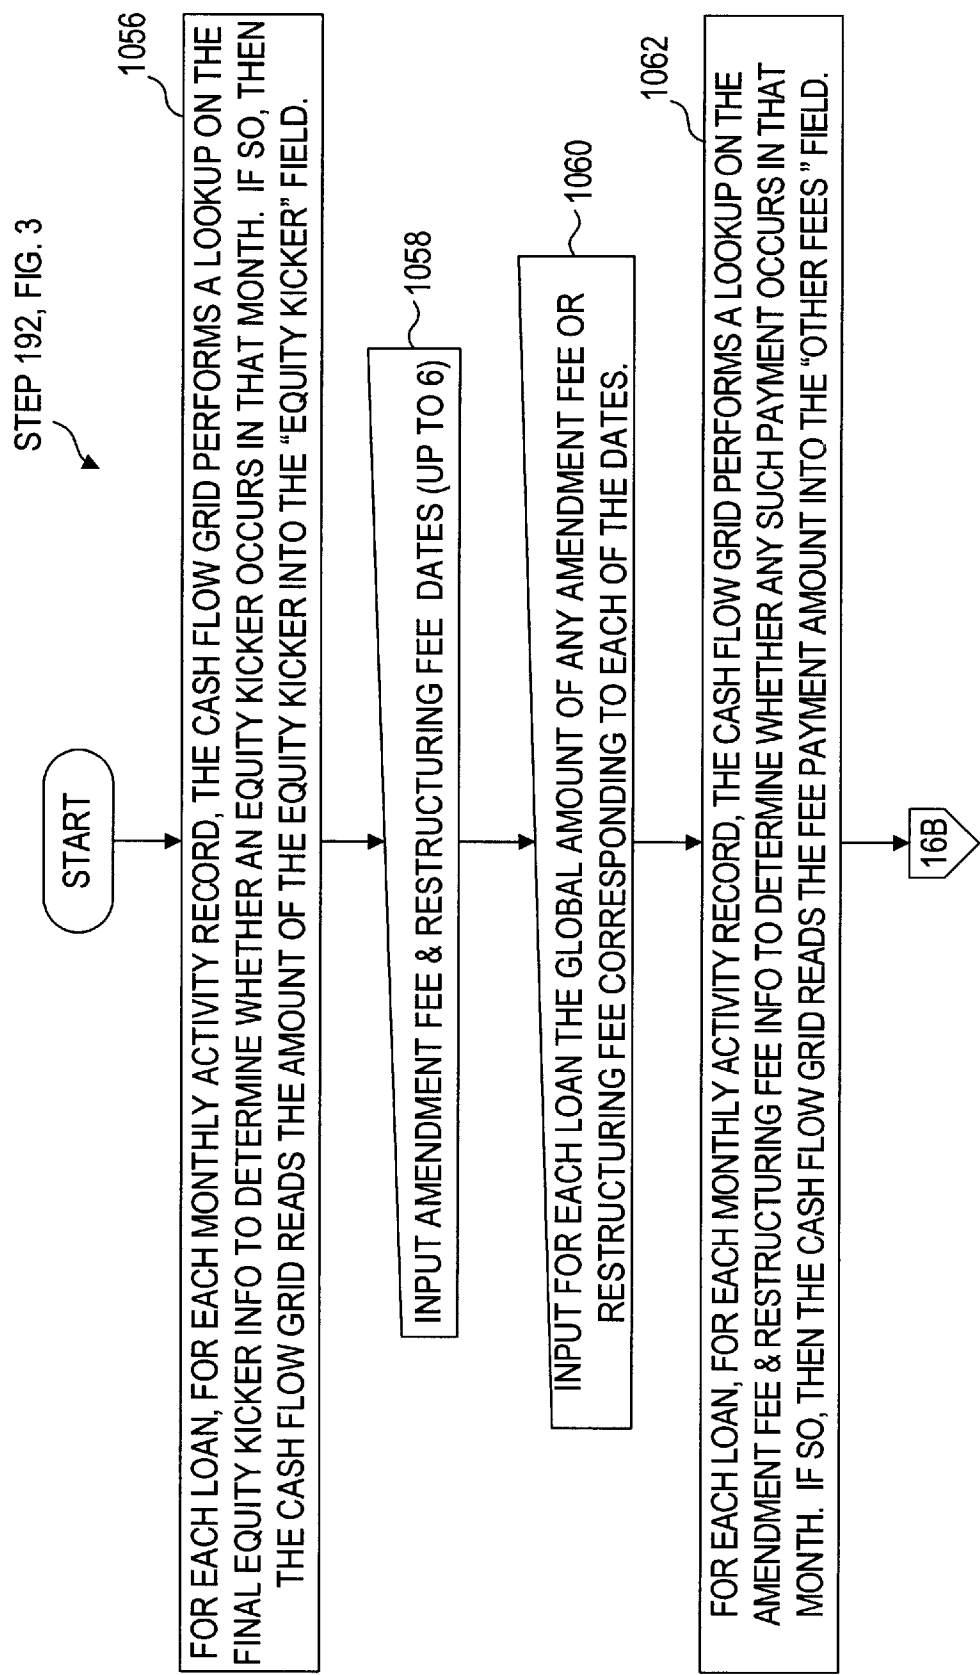 STEP 192, FIG. 3
START
1056
FOR EACH LOAN, FOR EACH MONTHLY ACTIVITY RECORD, THE CASH FLOW GRID PERFORMS A LOOKUP ON THE
FINAL EQUITY KICKER INFO TO DETERMINE WHETHER AN EQUITY KICKER OCCURS IN THAT MONTH. IF SO, THEN
THE CASH FLOW GRID READS THE AMOUNT OF THE EQUITY KICKER INTO THE "EQUITY KICKER" FIELD.
1058
INPUT AMENDMENT FEE & RESTRUCTURING FEE DATES (UP TO 6)
1060
INPUT FOR EACH LOAN THE GLOBAL AMOUNT OF ANY AMENDMENT FEE OR
RESTRUCTURING FEE CORRESPONDING TO EACH OF THE DATES.
1062
FOR EACH LOAN, FOR EACH MONTHLY ACTIVITY RECORD, THE CASH FLOW GRID PERFORMS A LOOKUP ON THE
AMENDMENT FEE & RESTRUCTURING FEE INFO TO DETERMINE WHETHER ANY SUCH PAYMENT OCCURS IN THAT
MONTH. IF SO, THEN THE CASH FLOW GRID READS THE FEE PAYMENT AMOUNT INTO THE "OTHER FEES" FIELD.
16B